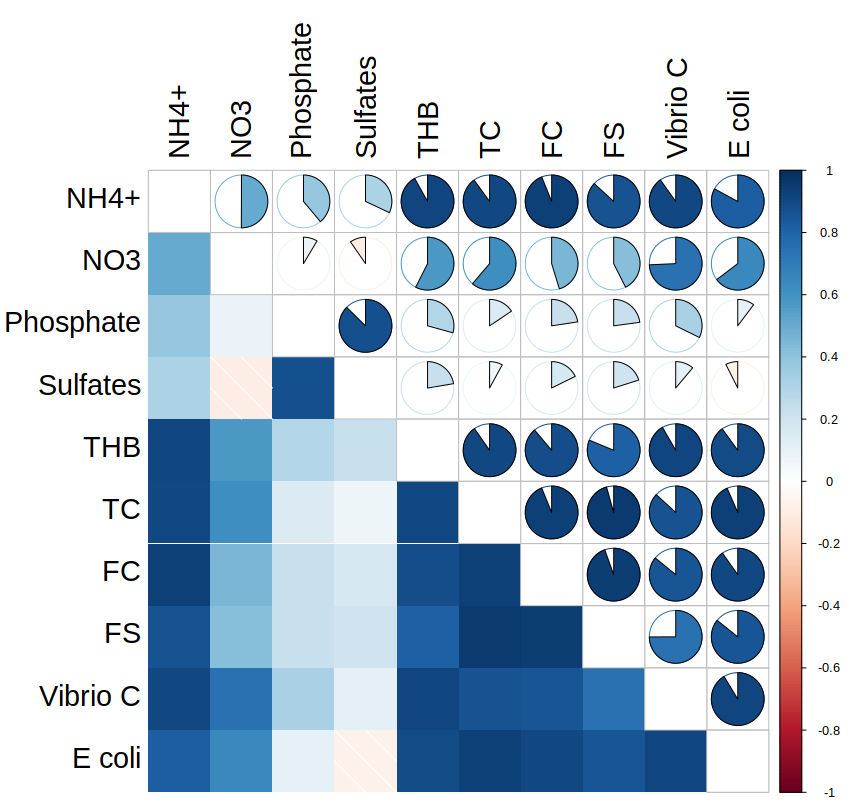 NH4+
NO3
Phosphate
Sulfates
THB
TC
FC
FS
Vibrio C
E coli
NH4+
NO3
Phosphate
Sulfates
THB
TC
FC
FS
Vibrio C
E coli
1
0.8
0.6
0.4
0.2
0
-0.2
-0.4
-0.6
-0.8
-1